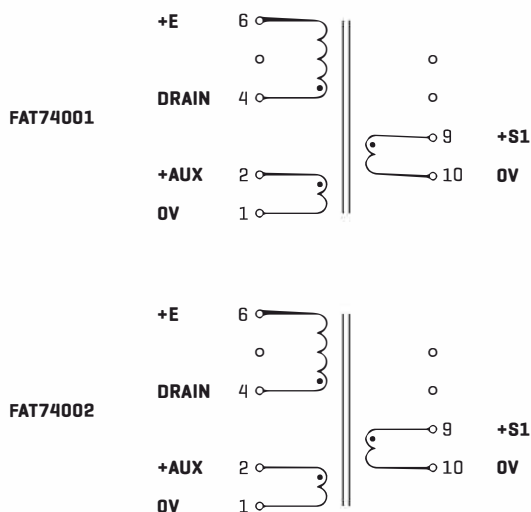 +E 6
DRAIN 4
FAT74001
9 +S1
+AUX 2
10 0V
0V 1
+E 6
DRAIN 4
FAT74002
9 +S1
+AUX 2
10 0V
0V 1